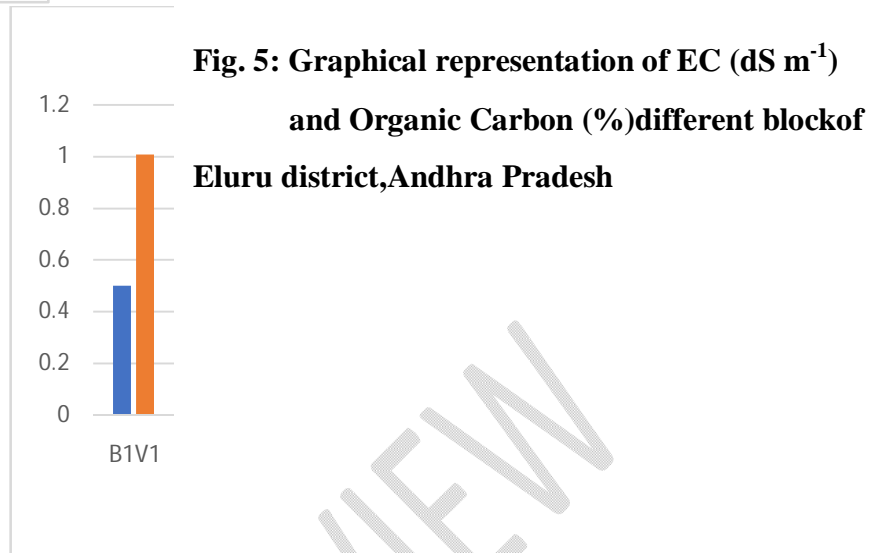 Fig. 5: Graphical representation of EC (dS m-1)
and Organic Carbon (%)different blockof
Eluru district,Andhra Pradesh
1.2
1
0.8
0.6
0.4
0.2
0
B1V1
VIEW